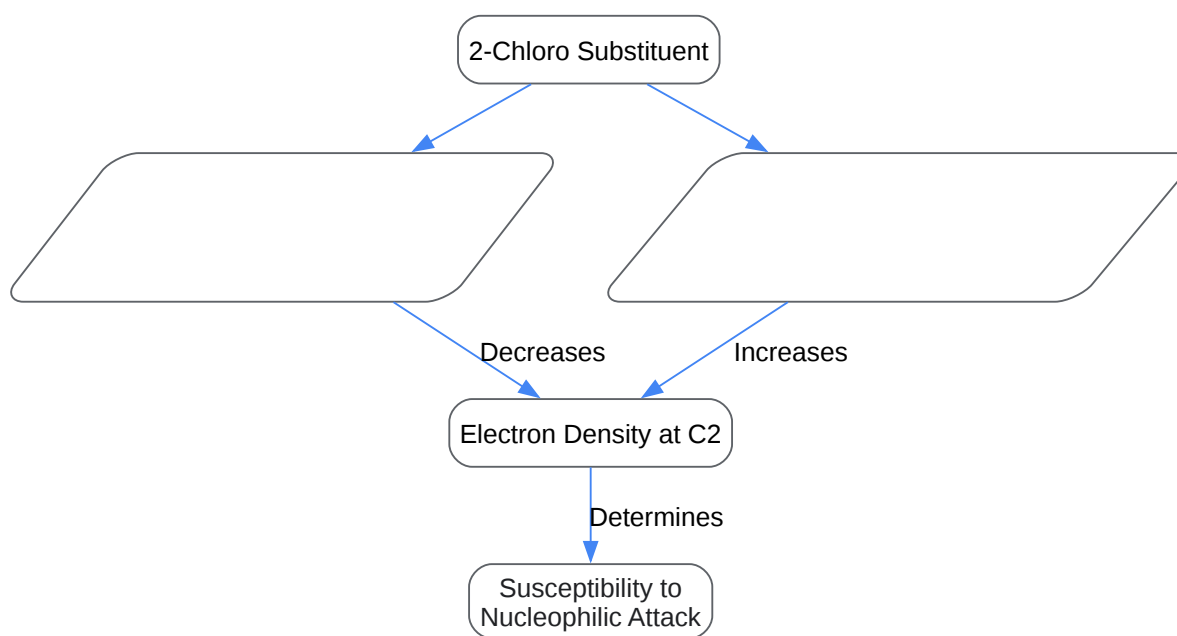 2-Chloro Substituent
Decreases
Increases
Electron Density at C2
Determines
Susceptibility to
Nucleophilic Attack